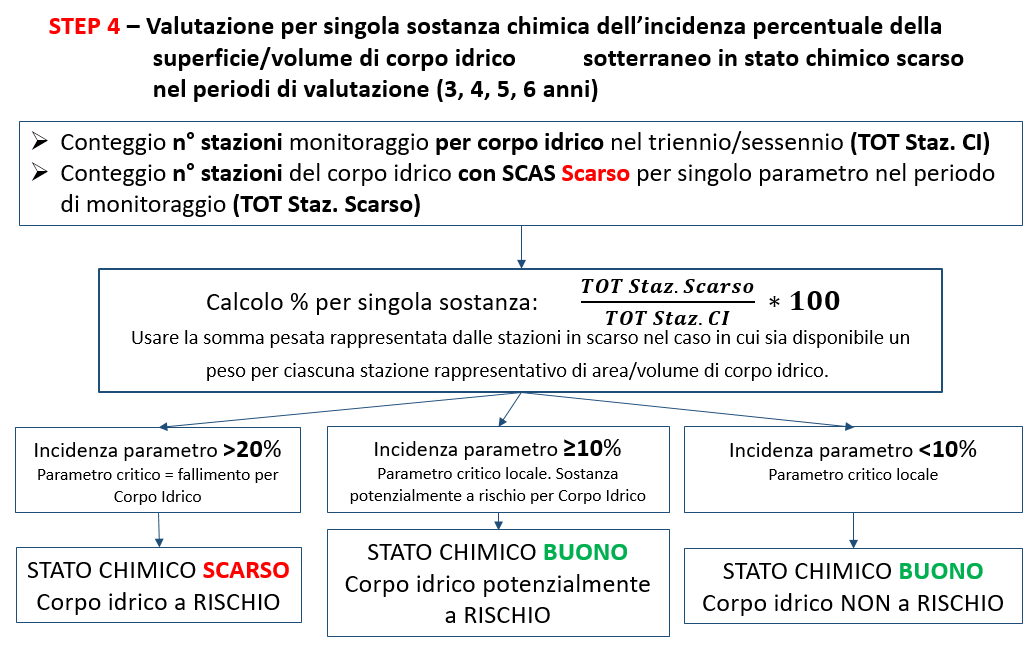 STEP 4 – Valutazione per singola sostanza chimica dell'incidenza percentuale della
superficie/volume di corpo idrico sotterraneo in stato chimico scarso
nel periodi di valutazione (3, 4, 5, 6 anni)
➢ Conteggio n° stazioni monitoraggio per corpo idrico nel triennio/sessennio (TOT Staz. CI)
➢ Conteggio n° stazioni del corpo idrico con SCAS Scarso per singolo parametro nel periodo
di monitoraggio (TOT Staz. Scarso)
Calcolo % per singola sostanza: TOT Staz. Scarso / TOT Staz. CI * 100
Usare la somma pesata rappresentata dalle stazioni in scarso nel caso in cui sia disponibile un
peso per ciascuna stazione rappresentativo di area/volume di corpo idrico.
Incidenza parametro >20%
Parametro critico = fallimento per
Corpo Idrico
STATO CHIMICO SCARSO
Corpo idrico a RISCHIO
Incidenza parametro ≥10%
Parametro critico locale. Sostanza
potenzialmente a rischio per Corpo Idrico
STATO CHIMICO BUONO
Corpo idrico potenzialmente
a RISCHIO
Incidenza parametro <10%
Parametro critico locale
STATO CHIMICO BUONO
Corpo idrico NON a RISCHIO